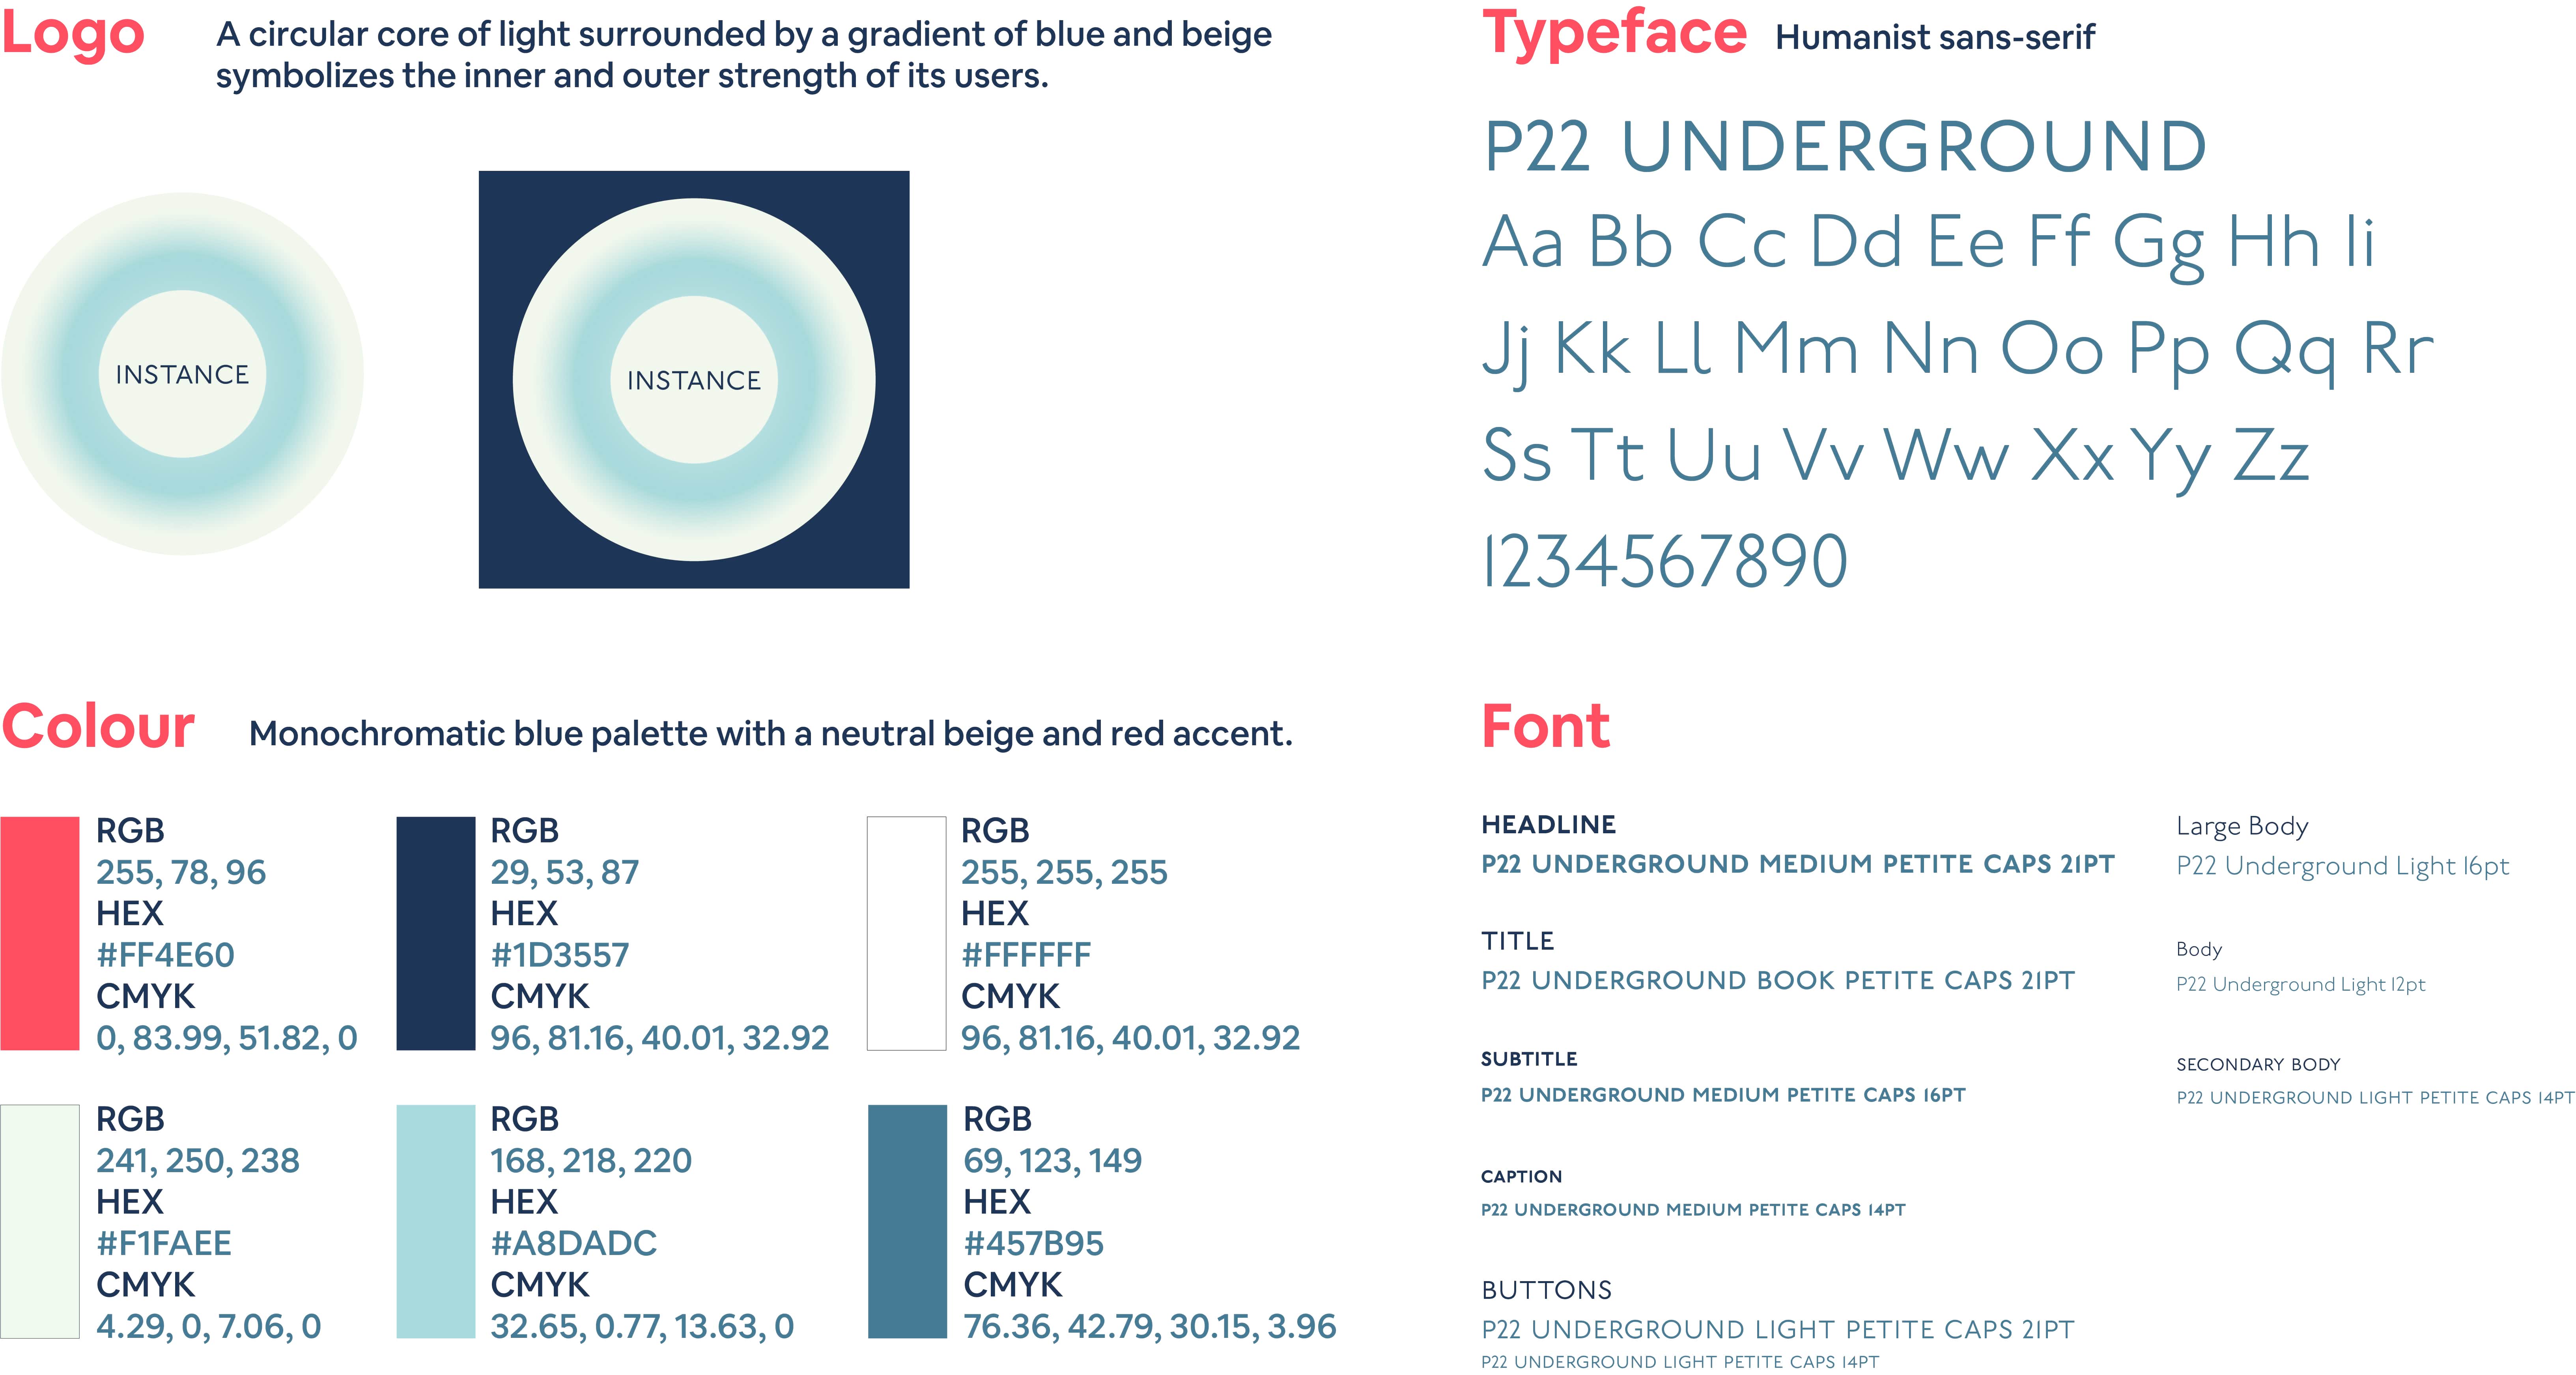 Logo
A circular core of light surrounded by a gradient of blue and beige
symbolizes the inner and outer strength of its users.
INSTANCE
INSTANCE
Typeface
Humanist sans-serif
P22 UNDERGROUND
Aa Bb Cc Dd Ee Ff Gg Hh Ii
Jj Kk Ll Mm Nn Oo Pp Qq Rr
Ss Tt Uu Vv Ww Xx Yy Zz
1234567890
Colour
Monochromatic blue palette with a neutral beige and red accent.
RGB
255, 78, 96
HEX
#FF4E60
CMYK
0, 83.99, 51.82, 0
RGB
29, 53, 87
HEX
#1D3557
CMYK
96, 81.16, 40.01, 32.92
RGB
255, 255, 255
HEX
#FFFFFF
CMYK
96, 81.16, 40.01, 32.92
RGB
241, 250, 238
HEX
#F1FAEE
CMYK
4.29, 0, 7.06, 0
RGB
168, 218, 220
HEX
#A8DADC
CMYK
32.65, 0.77, 13.63, 0
RGB
69, 123, 149
HEX
#457B95
CMYK
76.36, 42.79, 30.15, 3.96
Font
HEADLINE
P22 UNDERGROUND MEDIUM PETITE CAPS 21PT
TITLE
P22 UNDERGROUND BOOK PETITE CAPS 21PT
SUBTITLE
P22 UNDERGROUND MEDIUM PETITE CAPS 16PT
CAPTION
P22 UNDERGROUND MEDIUM PETITE CAPS 14PT
BUTTONS
P22 UNDERGROUND LIGHT PETITE CAPS 21PT
P22 UNDERGROUND LIGHT PETITE CAPS 14PT
Large Body
P22 Underground Light 16pt
Body
P22 Underground Light 12pt
SECONDARY BODY
P22 UNDERGROUND LIGHT PETITE CAPS 14PT